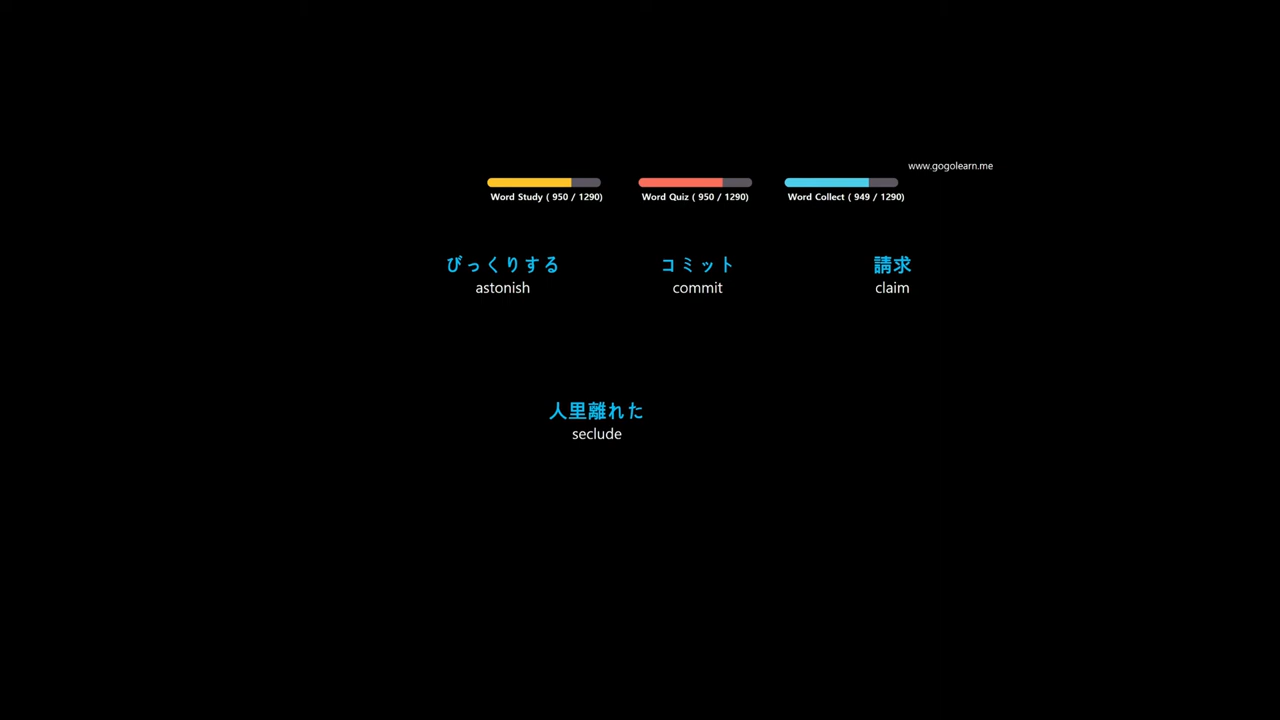 www.gogolearn.me
Word Study ( 950 / 1290)
Word Quiz ( 950 / 1290)
Word Collect ( 949 / 1290)
びっくりする
astonish
コミット
commit
請求
claim
人里離れた
seclude